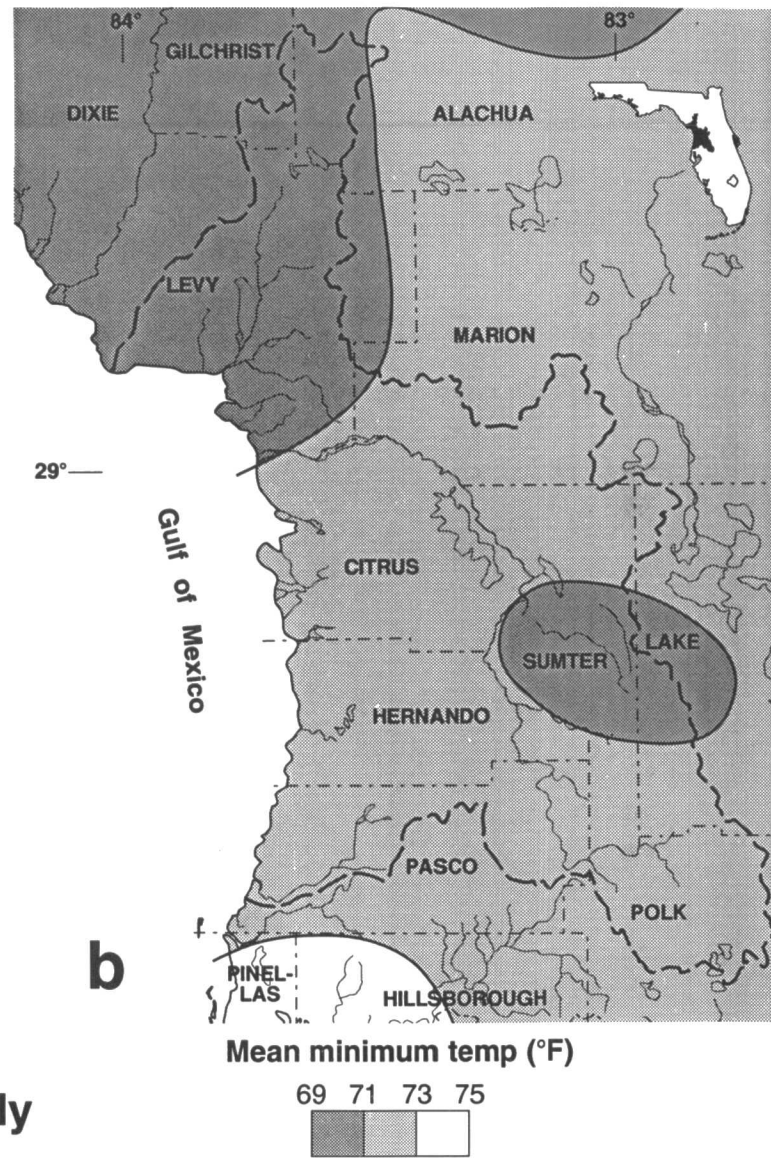 84°
83°
GILCHRIST
DIXIE
ALACHUA
LEVY
MARION
29°
Gulf of Mexico
CITRUS
SUMTER
LAKE
HERNANDO
PASCO
POLK
b
PINEL-
LAS
HILLSBOROUGH
Mean minimum temp (°F)
69 71 73 75